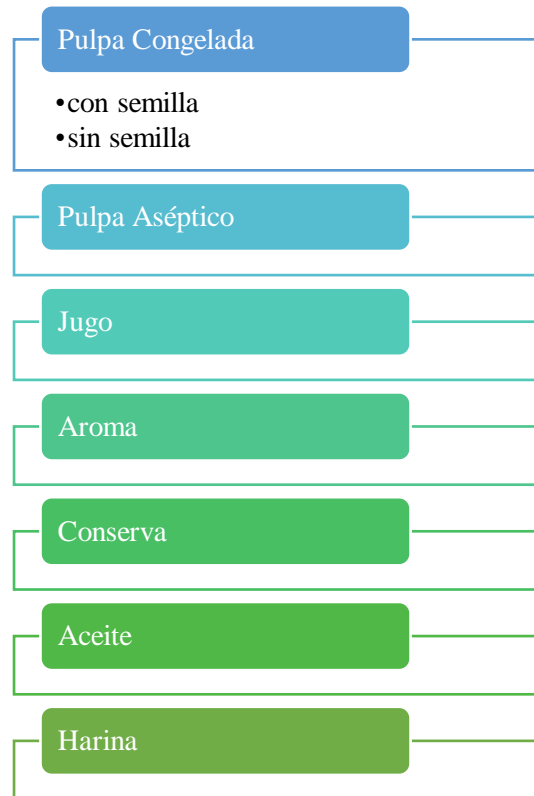 Pulpa Congelada
•con semilla
•sin semilla
Pulpa Aséptico
Jugo
Aroma
Conserva
Aceite
Harina